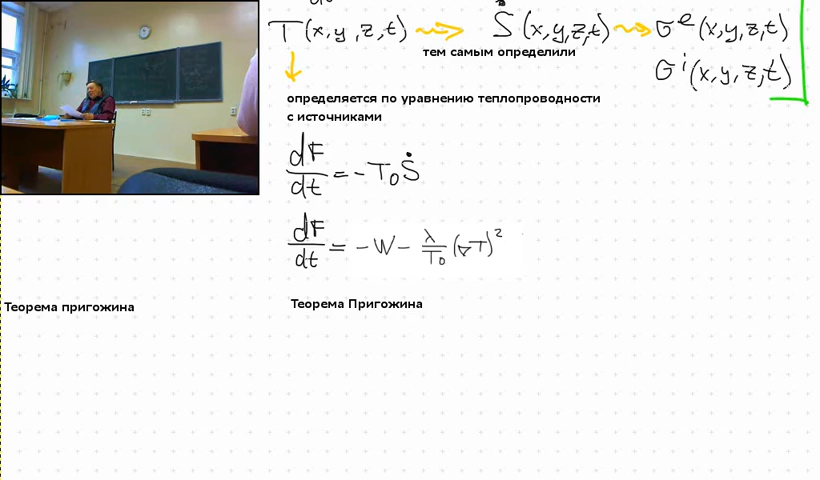 T(x,y,z,t) Ṡ(x,y,z,t) σᵉ(x,y,z,t)
тем самым определили
σⁱ(x,y,z,t)
определяется по уравнению теплопроводности
с источниками
dF/dt = -T₀Ṡ
dF/dt = -W - λ/T₀ (∇T)²
Теорема пригожина
Теорема Пригожина